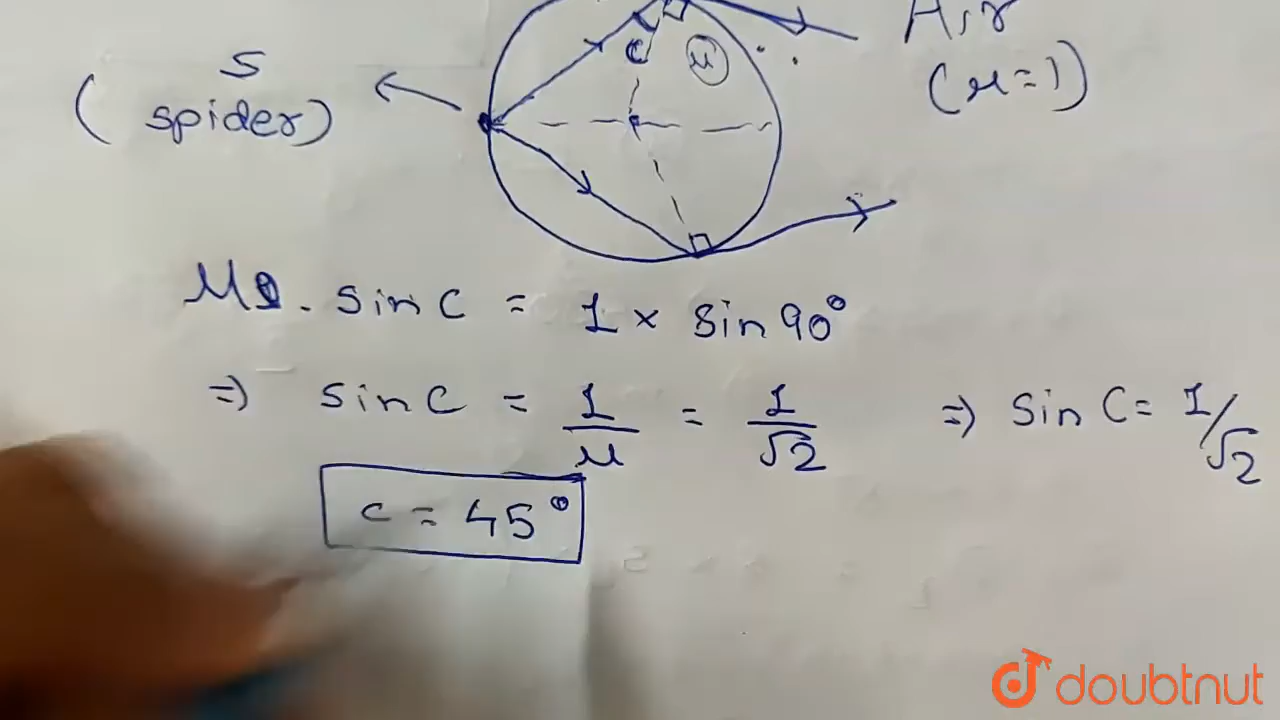 Air
(μ=1)
S
(spider)
C
μ
μ. sin C = 1 × sin 90°
⇒ sin C = 1/μ = 1/√2 ⇒ sin C = 1/√2
C = 45°
doubtnut